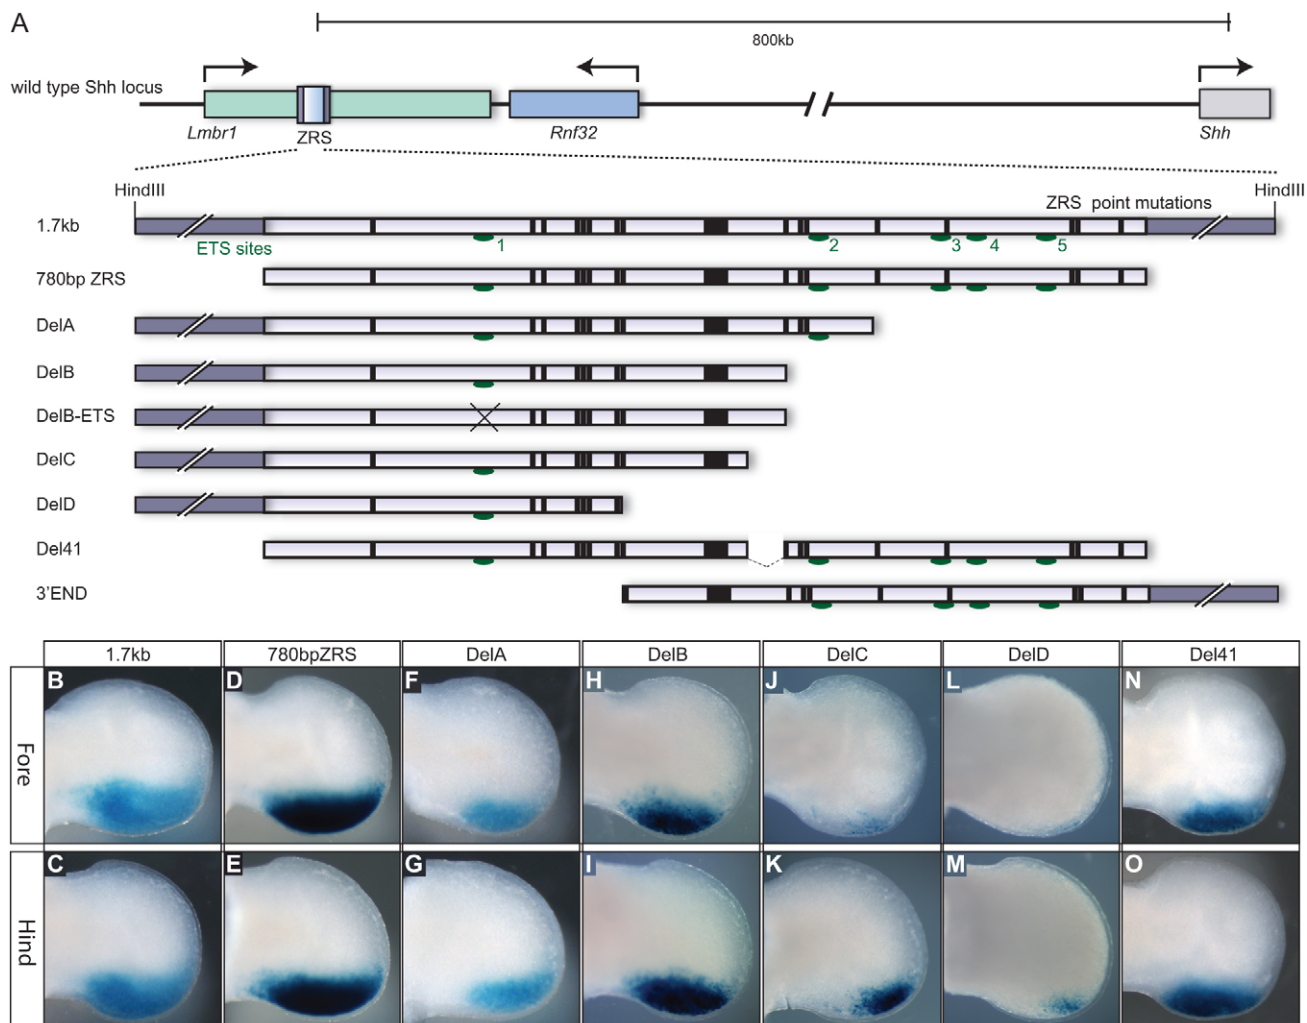 A
800kb
wild type Shh locus
Lmbr1
ZRS
Rnf32
Shh
HindIII
ZRS point mutations
HindIII
1.7kb
ETS sites
1
2
3
4
5
780bp ZRS
DelA
DelB
DelB-ETS
DelC
DelD
Del41
3'END
1.7kb
780bpZRS
DelA
DelB
DelC
DelD
Del41
Fore
B
D
F
H
J
L
N
Hind
C
E
G
I
K
M
O